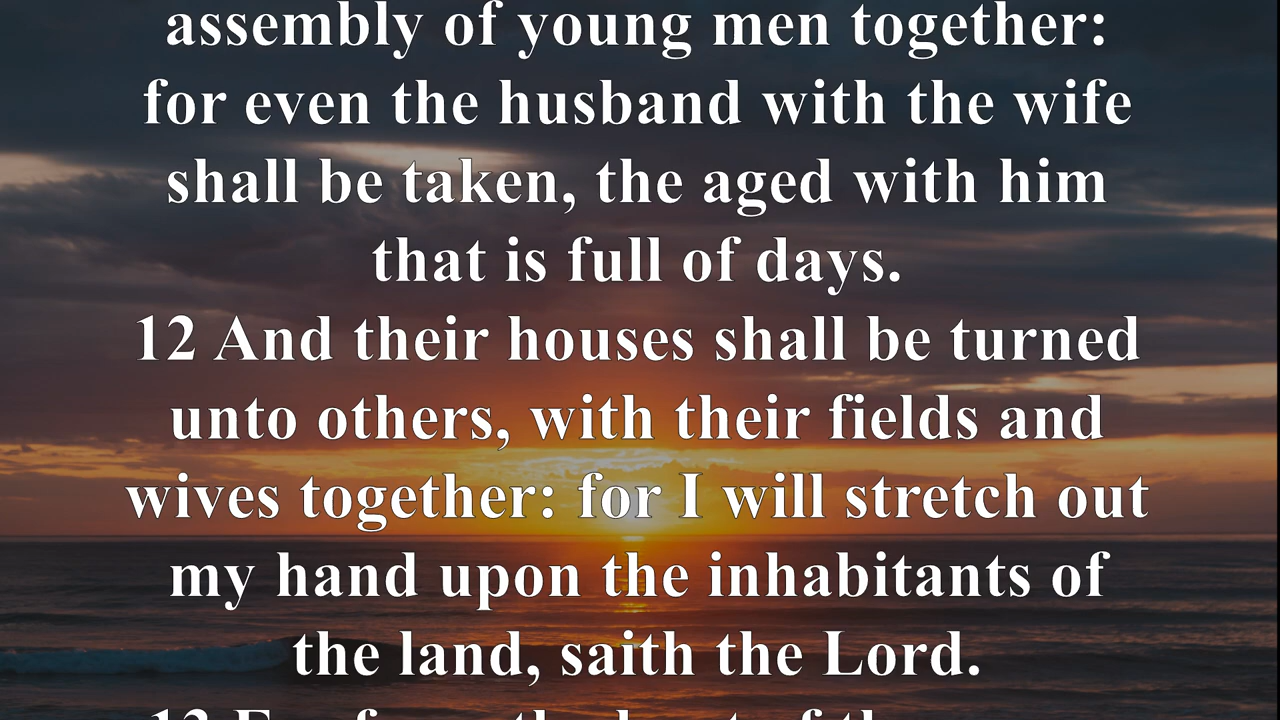 assembly of young men together:
for even the husband with the wife
shall be taken, the aged with him
that is full of days.
12 And their houses shall be turned
unto others, with their fields and
wives together: for I will stretch out
my hand upon the inhabitants of
the land, saith the Lord.